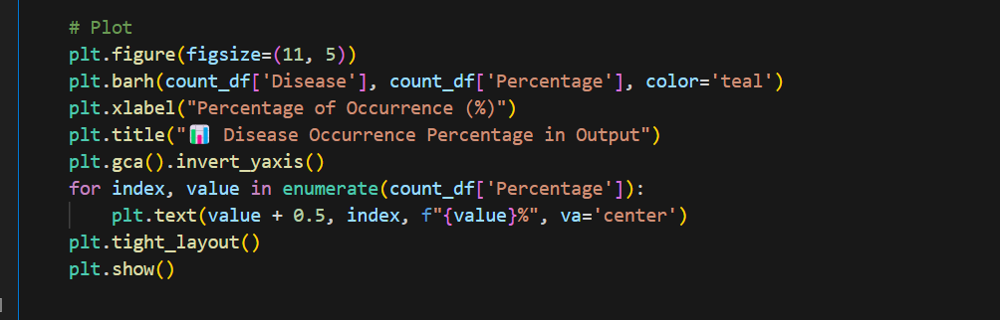 # Plot
plt.figure(figsize=(11, 5))
plt.barh(count_df['Disease'], count_df['Percentage'], color='teal')
plt.xlabel("Percentage of Occurrence (%)")
plt.title("📊 Disease Occurrence Percentage in Output")
plt.gca().invert_yaxis()
for index, value in enumerate(count_df['Percentage']):
    plt.text(value + 0.5, index, f"{value}%", va='center')
plt.tight_layout()
plt.show()